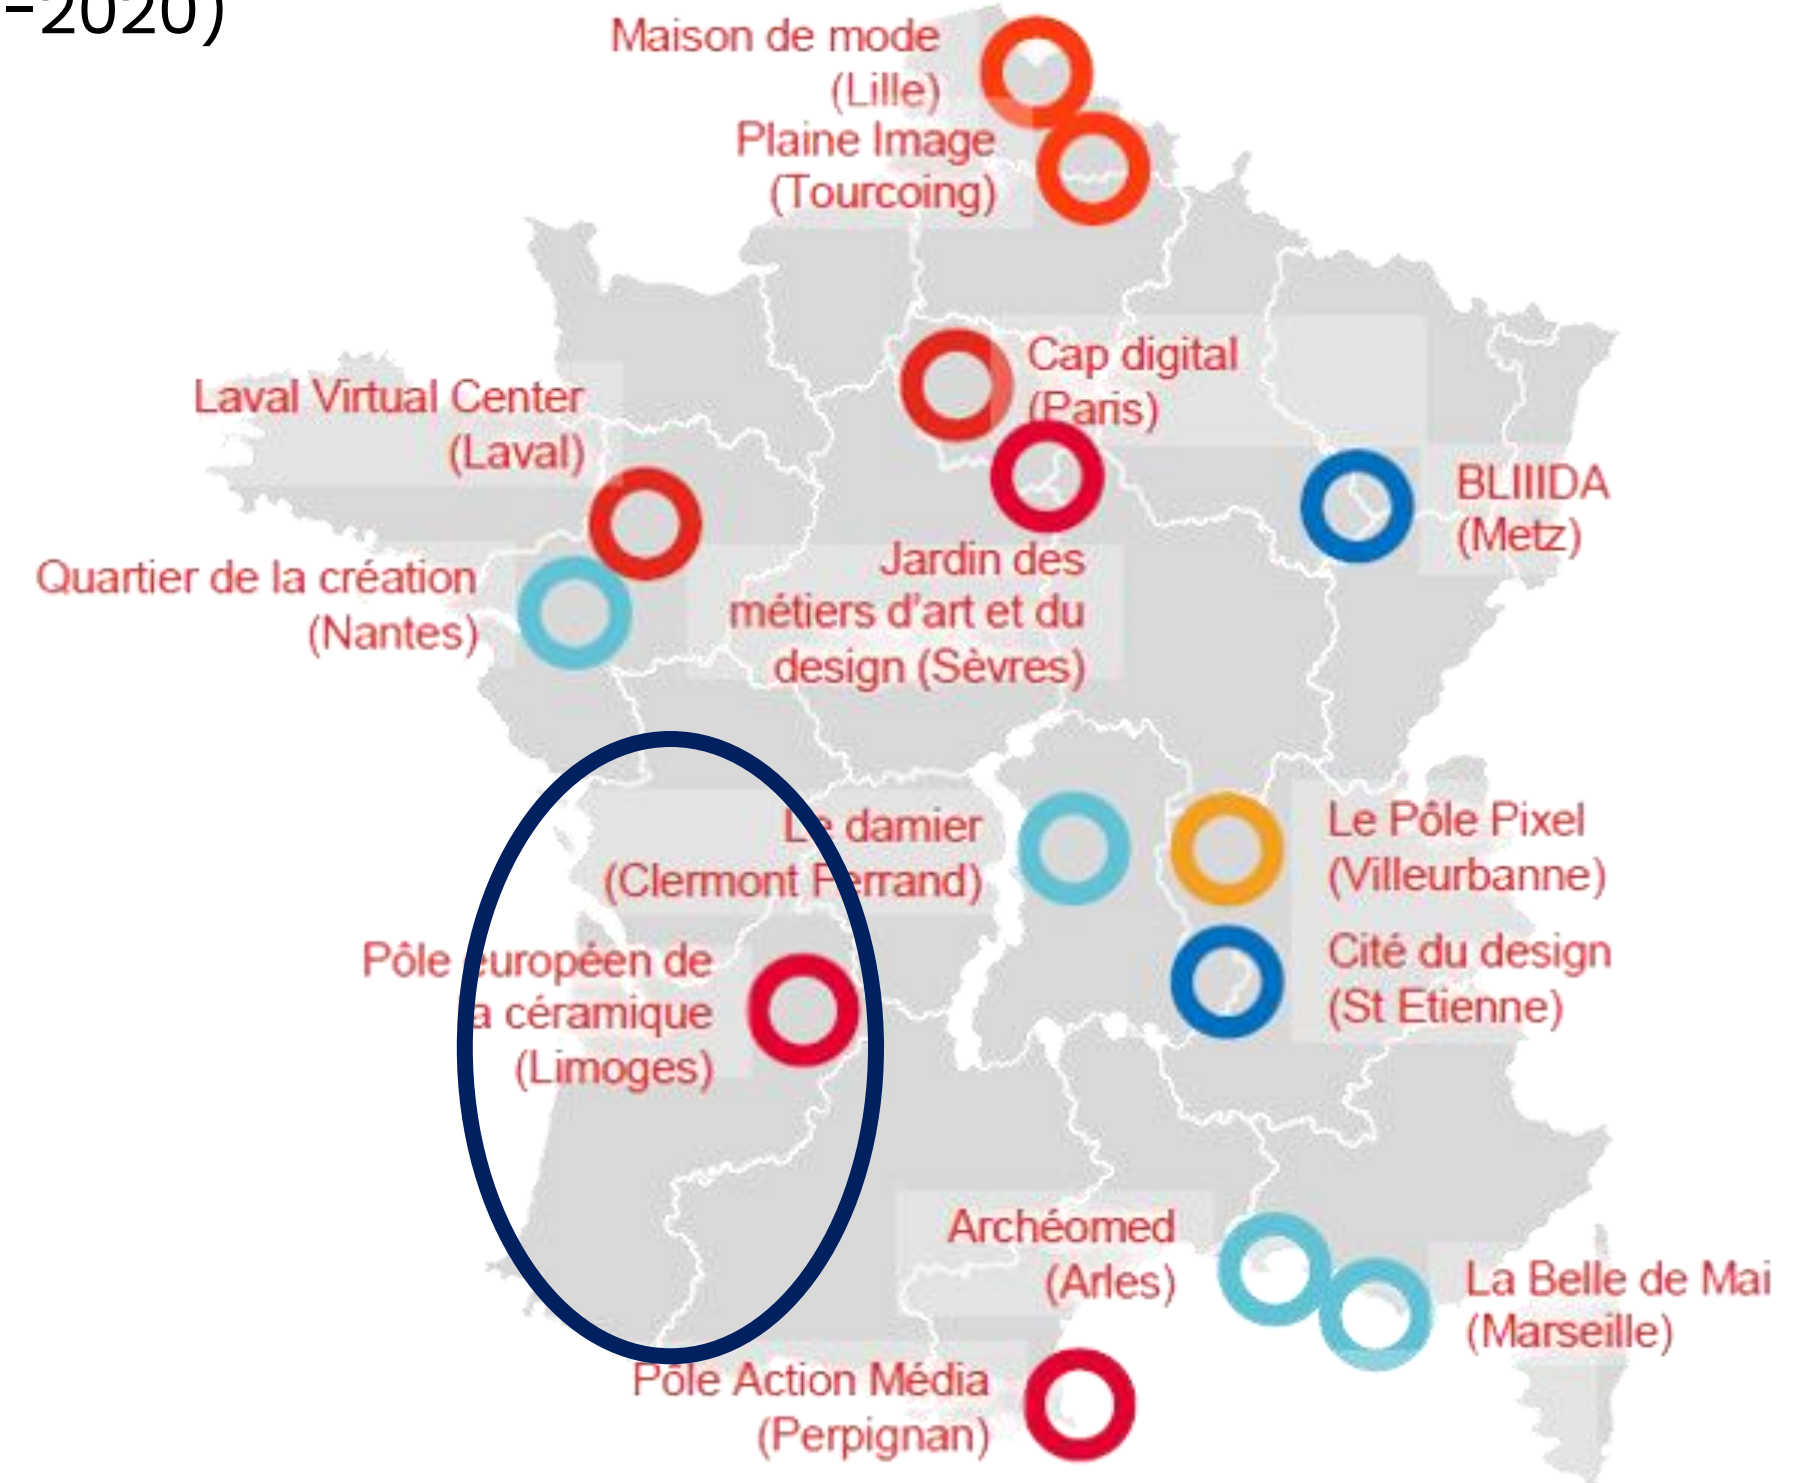 -2020)
Maison de mode
(Lille)
Plaine Image
(Tourcoing)
Cap digital
(Paris)
Laval Virtual Center
(Laval)
BLIIIDA
(Metz)
Quartier de la création
(Nantes)
Jardin des
métiers d'art et du
design (Sèvres)
Le damier
(Clermont Ferrand)
Le Pôle Pixel
(Villeurbanne)
Pôle européen de
la céramique
(Limoges)
Cité du design
(St Etienne)
Archéomed
(Arles)
La Belle de Mai
(Marseille)
Pôle Action Média
(Perpignan)